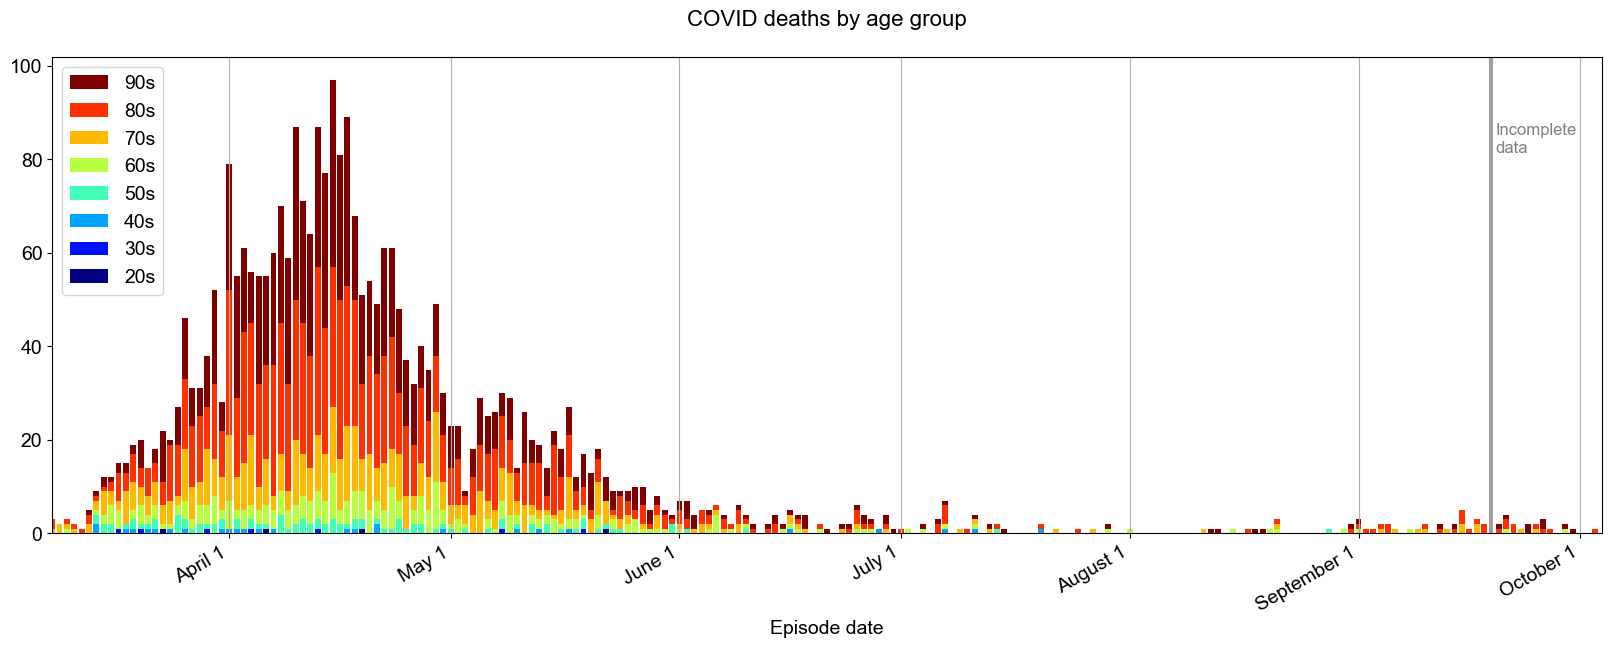 COVID deaths by age group
100
80
60
40
20
0
90s
80s
70s
60s
50s
40s
30s
20s
Incomplete
data
April 1
May 1
June 1
July 1
August 1
September 1
October 1
Episode date